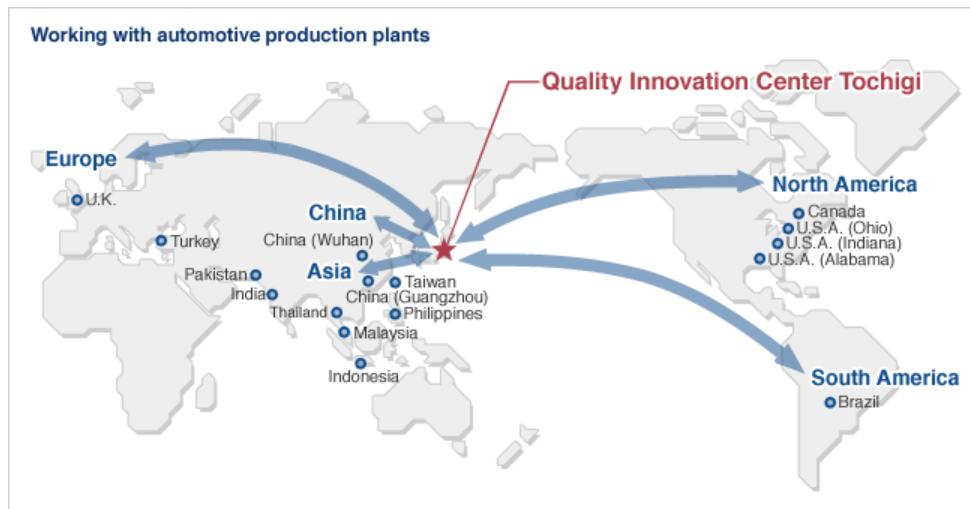 Working with automotive production plants
Quality Innovation Center Tochigi
Europe
U.K.
Turkey
China
China (Wuhan)
Asia
Pakistan
India
Thailand
Taiwan
China (Guangzhou)
Philippines
Malaysia
Indonesia
North America
Canada
U.S.A. (Ohio)
U.S.A. (Indiana)
U.S.A. (Alabama)
South America
Brazil